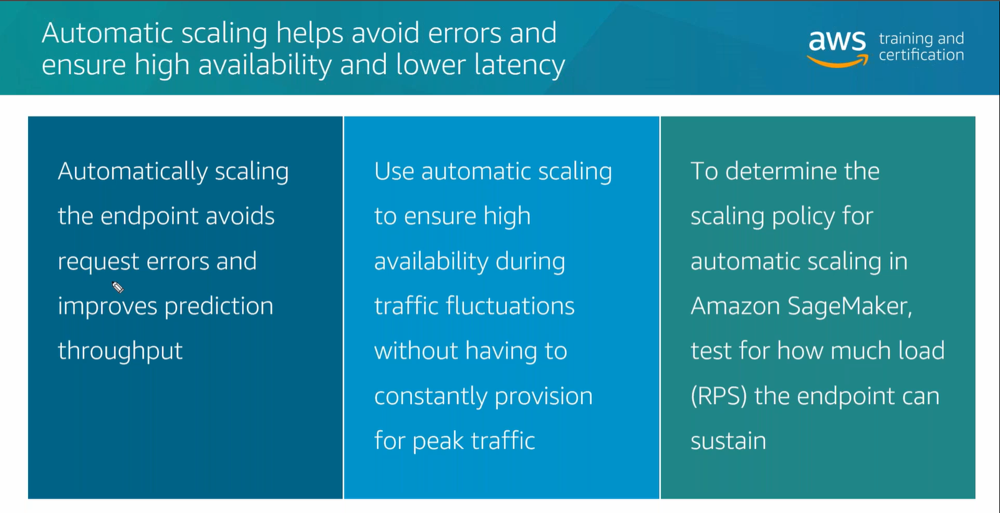 Automatic scaling helps avoid errors and
ensure high availability and lower latency
aws
training and
certification
Automatically scaling
the endpoint avoids
request errors and
improves prediction
throughput
Use automatic scaling
to ensure high
availability during
traffic fluctuations
without having to
constantly provision
for peak traffic
To determine the
scaling policy for
automatic scaling in
Amazon SageMaker,
test for how much load
(RPS) the endpoint can
sustain